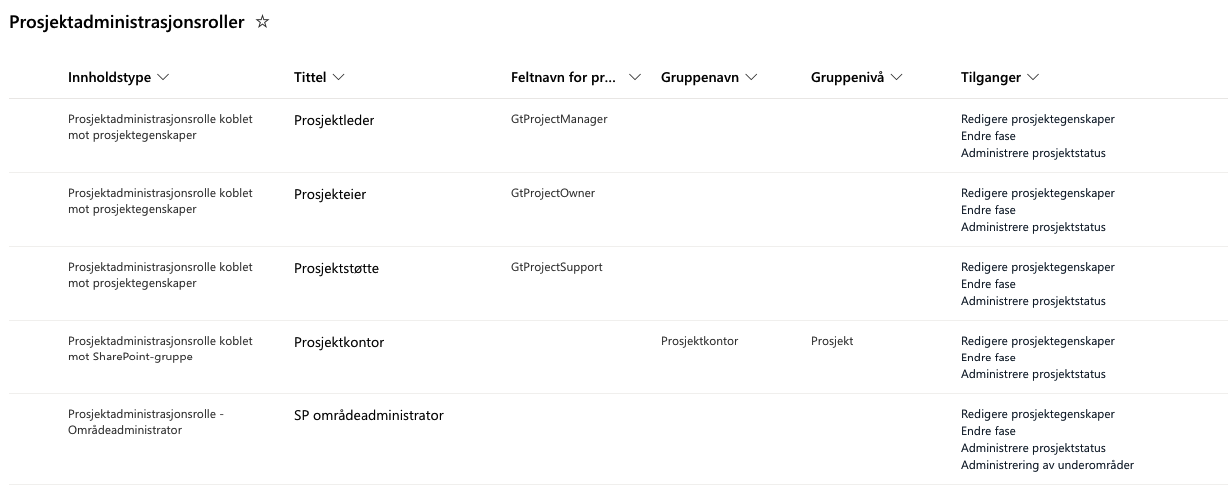 Prosjektadministrasjonsroller
Innholdstype Tittel Feltnavn for pr... Gruppenavn Gruppenivå Tilganger
Prosjektadministrasjonsrolle koblet Prosjektleder GtProjectManager Redigere prosjektegenskaper
mot prosjektegenskaper Endre fase
Administrere prosjektstatus
Prosjektadministrasjonsrolle koblet Prosjekteier GtProjectOwner Redigere prosjektegenskaper
mot prosjektegenskaper Endre fase
Administrere prosjektstatus
Prosjektadministrasjonsrolle koblet Prosjektstøtte GtProjectSupport Redigere prosjektegenskaper
mot prosjektegenskaper Endre fase
Administrere prosjektstatus
Prosjektadministrasjonsrolle koblet Prosjektkontor Prosjektkontor Prosjekt Redigere prosjektegenskaper
mot SharePoint-gruppe Endre fase
Administrere prosjektstatus
Prosjektadministrasjonsrolle - SP områdeadministrator Redigere prosjektegenskaper
Områdeadministrator Endre fase
Administrere prosjektstatus
Administrering av underområder